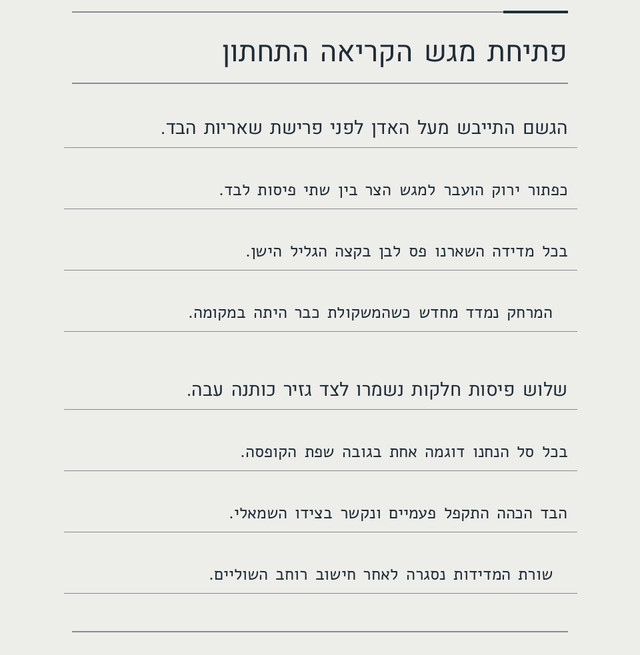 פתיחת מגש הקריאה התחתון
הגשם התייבש מעל האדן לפני פרישת שאריות הבד.
כפתור ירוק הועבר למגש הצר בין שתי פיסות לבד.
בכל מדידה השארנו פס לבן בקצה הגליל הישן.
המרחק נמדד מחדש כשהמשקולת כבר היתה במקומה.
שלוש פיסות חלקות נשמרו לצד גזיר כותנה עבה.
בכל סל הנחנו דוגמה אחת בגובה שפת הקופסה.
הבד הכהה התקפל פעמיים ונקשר בצידו השמאלי.
שורת המדידות נסגרה לאחר חישוב רוחב השוליים.